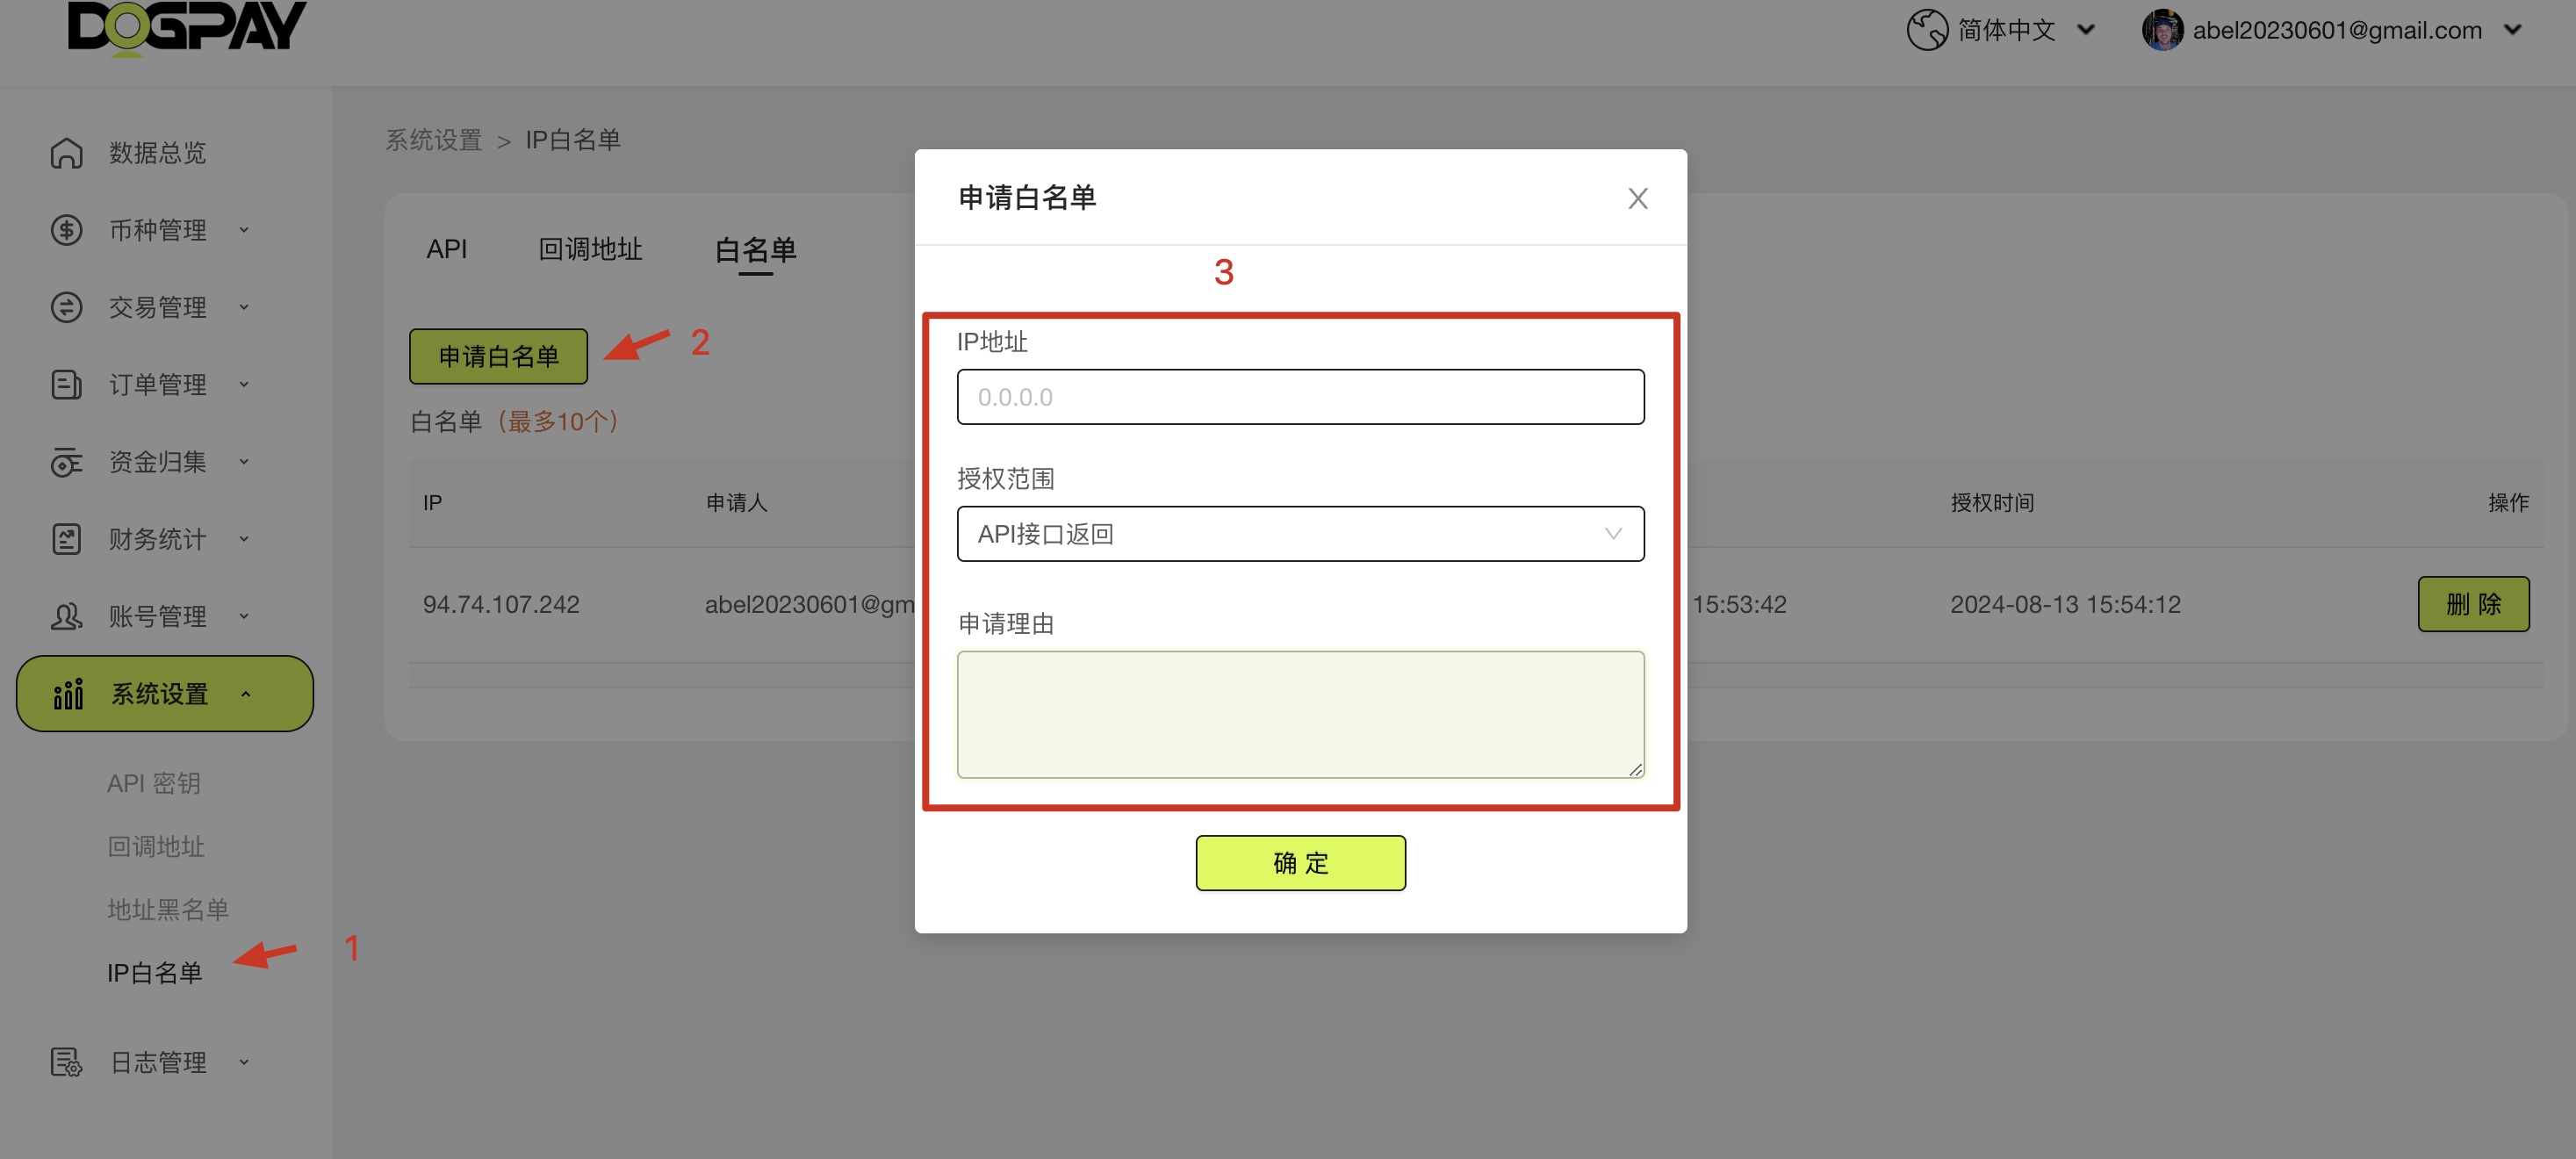 DOGPAY
简体中文
abel20230601@gmail.com
数据总览
币种管理
交易管理
订单管理
资金归集
财务统计
账号管理
系统设置
API 密钥
回调地址
地址黑名单
IP白名单
1
日志管理
系统设置 > IP白名单
API 回调地址 白名单
申请白名单
2
白名单（最多10个）
IP 申请人 授权时间 操作
94.74.107.242 abel20230601@gm 15:53:42 2024-08-13 15:54:12 删 除
申请白名单
3
IP地址
0.0.0.0
授权范围
API接口返回
申请理由
确 定